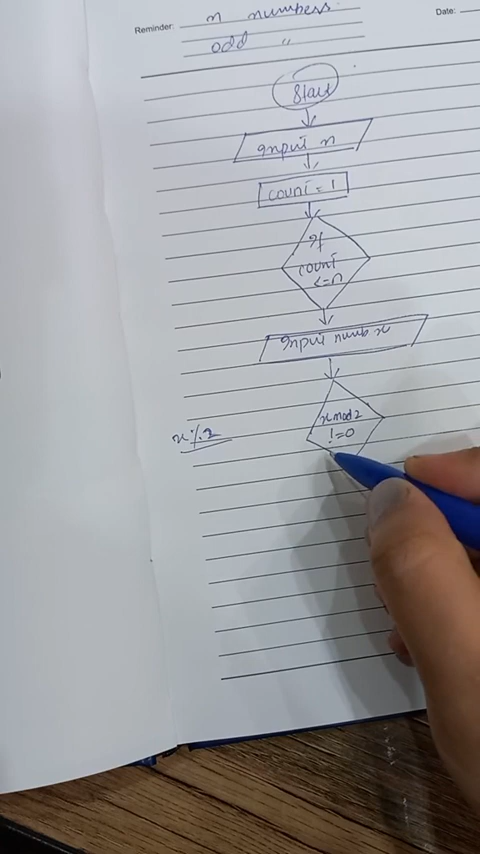 Reminder: n numbers
Date:
odd "
Start
Input n
count = 1
If
count
<=n
Input numb x
x mod 2
!=0
x%2